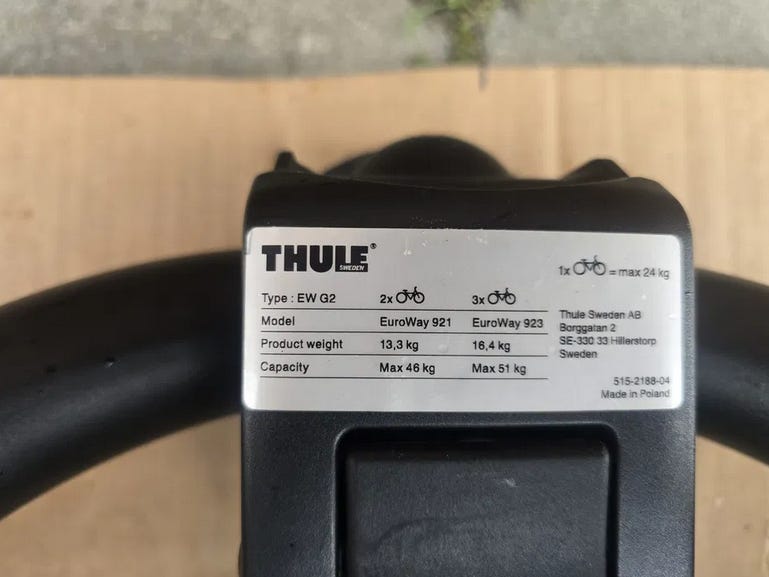 THULE®
SWEDEN
1x = max 24 kg
Type : EW G2 2x 3x
Model EuroWay 921 EuroWay 923
Product weight 13,3 kg 16,4 kg
Capacity Max 46 kg Max 51 kg
Thule Sweden AB
Borggatan 2
SE-330 33 Hillerstorp
Sweden
515-2188-04
Made in Poland